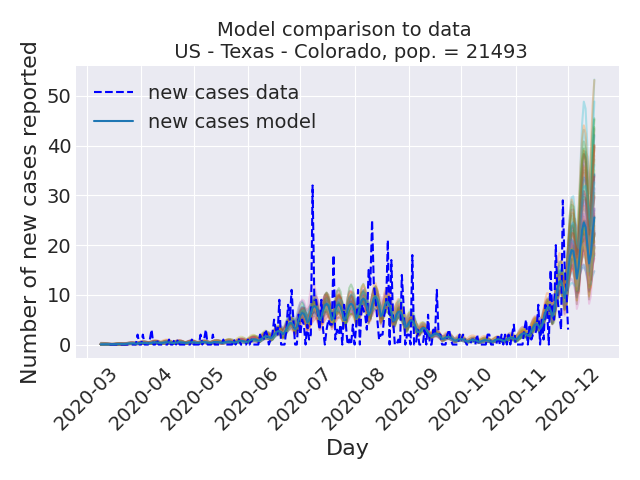 Model comparison to data
US - Texas - Colorado, pop. = 21493
Number of new cases reported
50
40
30
20
10
0
new cases data
new cases model
2020-03
2020-04
2020-05
2020-06
2020-07
2020-08
2020-09
2020-10
2020-11
2020-12
Day